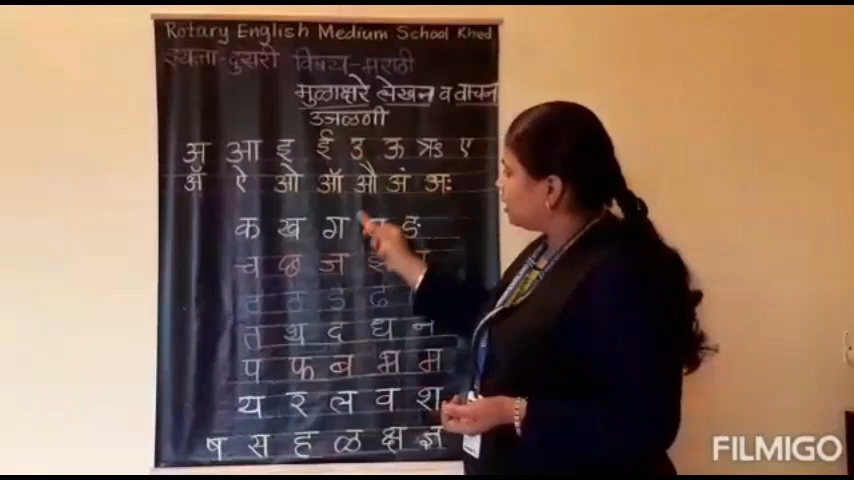 Rotary English Medium School Khed
इयत्ता-दुसरी विषय-मराठी
मुळाक्षरे लेखन व वाचन
उजळणी
अ आ इ ई उ ऊ ऋ ए
ॲ ऐ ओ ऑ औ अं अः
क ख ग ङ
च छ ज झ
ट ठ ड ढ
त थ द ध न
प फ ब भ म
य र ल व श
ष स ह ळ क्ष ज्ञ
FILMIGO